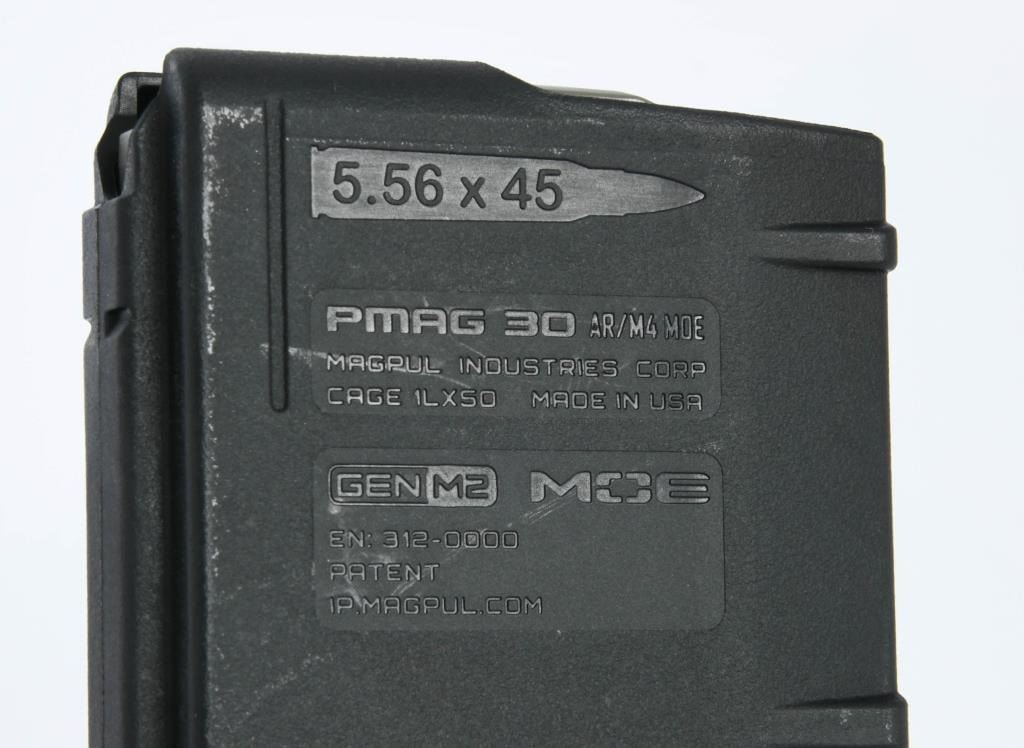 5.56 x 45
PMAG 30 AR/M4 MOE
MAGPUL INDUSTRIES CORP
CAGE 1LX50 MADE IN USA
GEN M2 MOE
EN: 312-0000
PATENT
IP.MAGPUL.COM